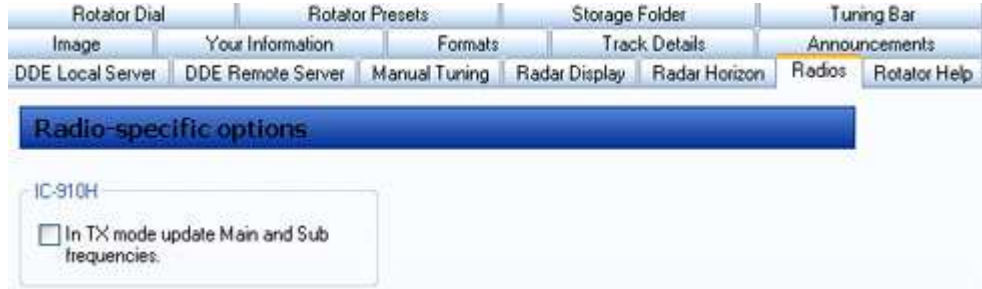 Rotator Dial Rotator Presets Storage Folder Tuning Bar
Image Your Information Formats Track Details Announcements
DDE Local Server DDE Remote Server Manual Tuning Radar Display Radar Horizon Radios Rotator Help
Radio-specific options
IC-910H
In TX mode update Main and Sub
frequencies.